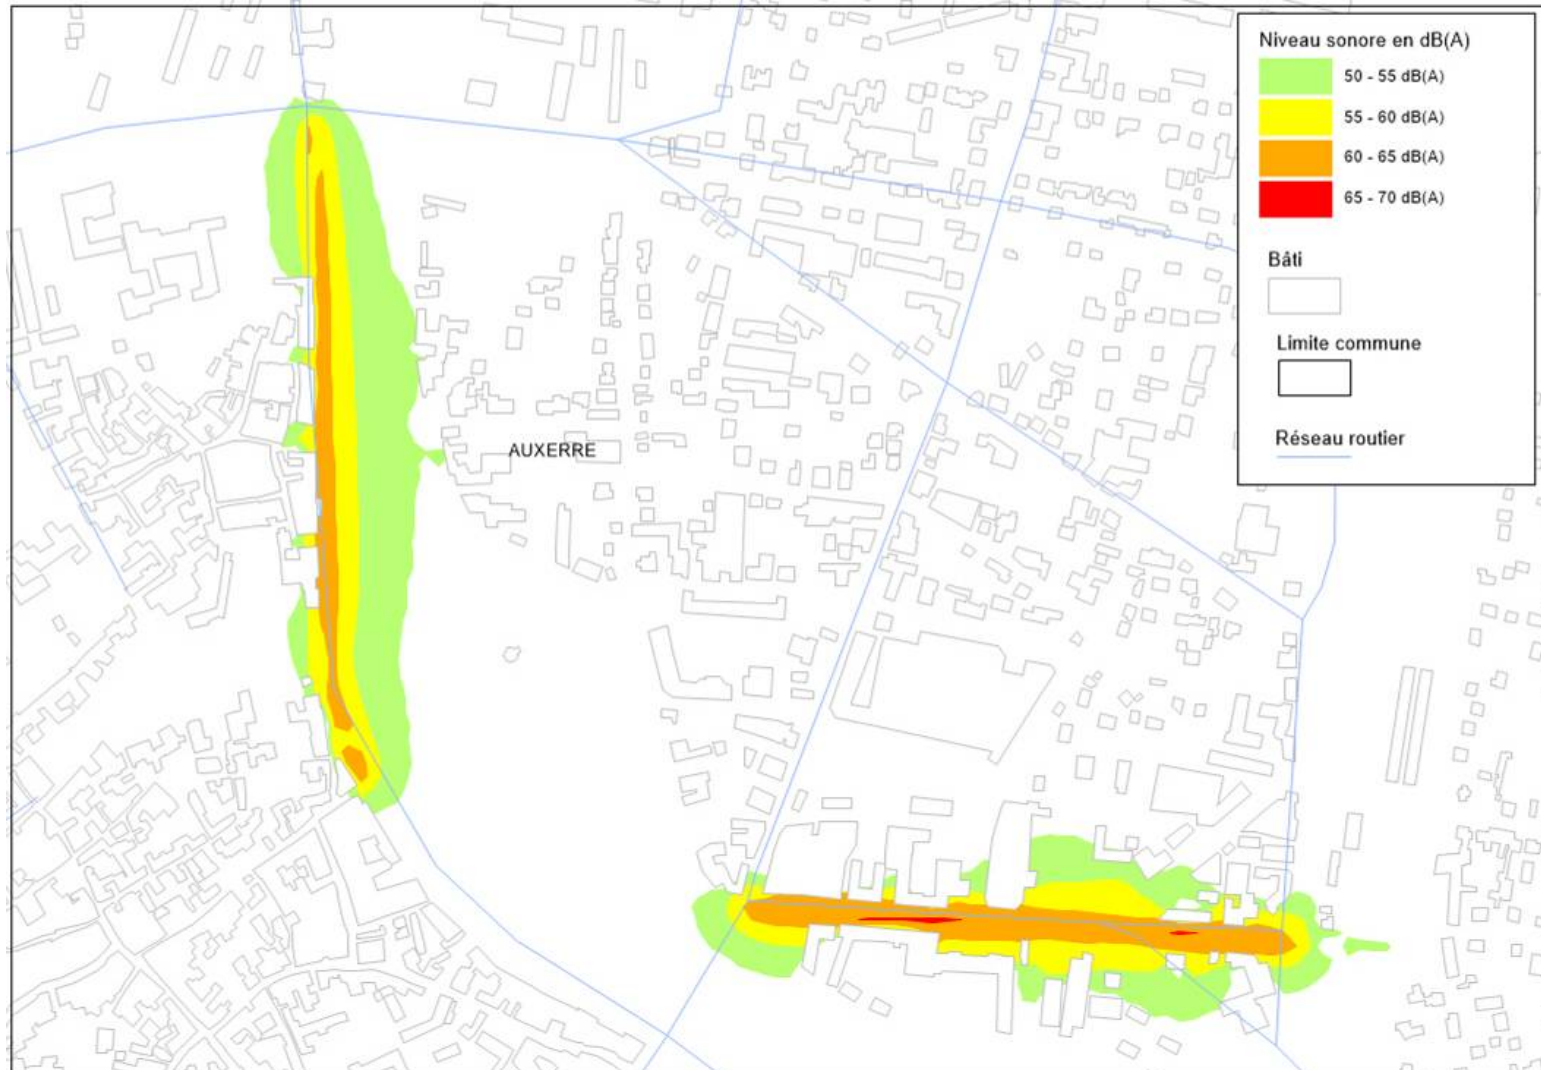 Niveau sonore en dB(A)
50 - 55 dB(A)
55 - 60 dB(A)
60 - 65 dB(A)
65 - 70 dB(A)
Bâti
Limite commune
Réseau routier
AUXERRE